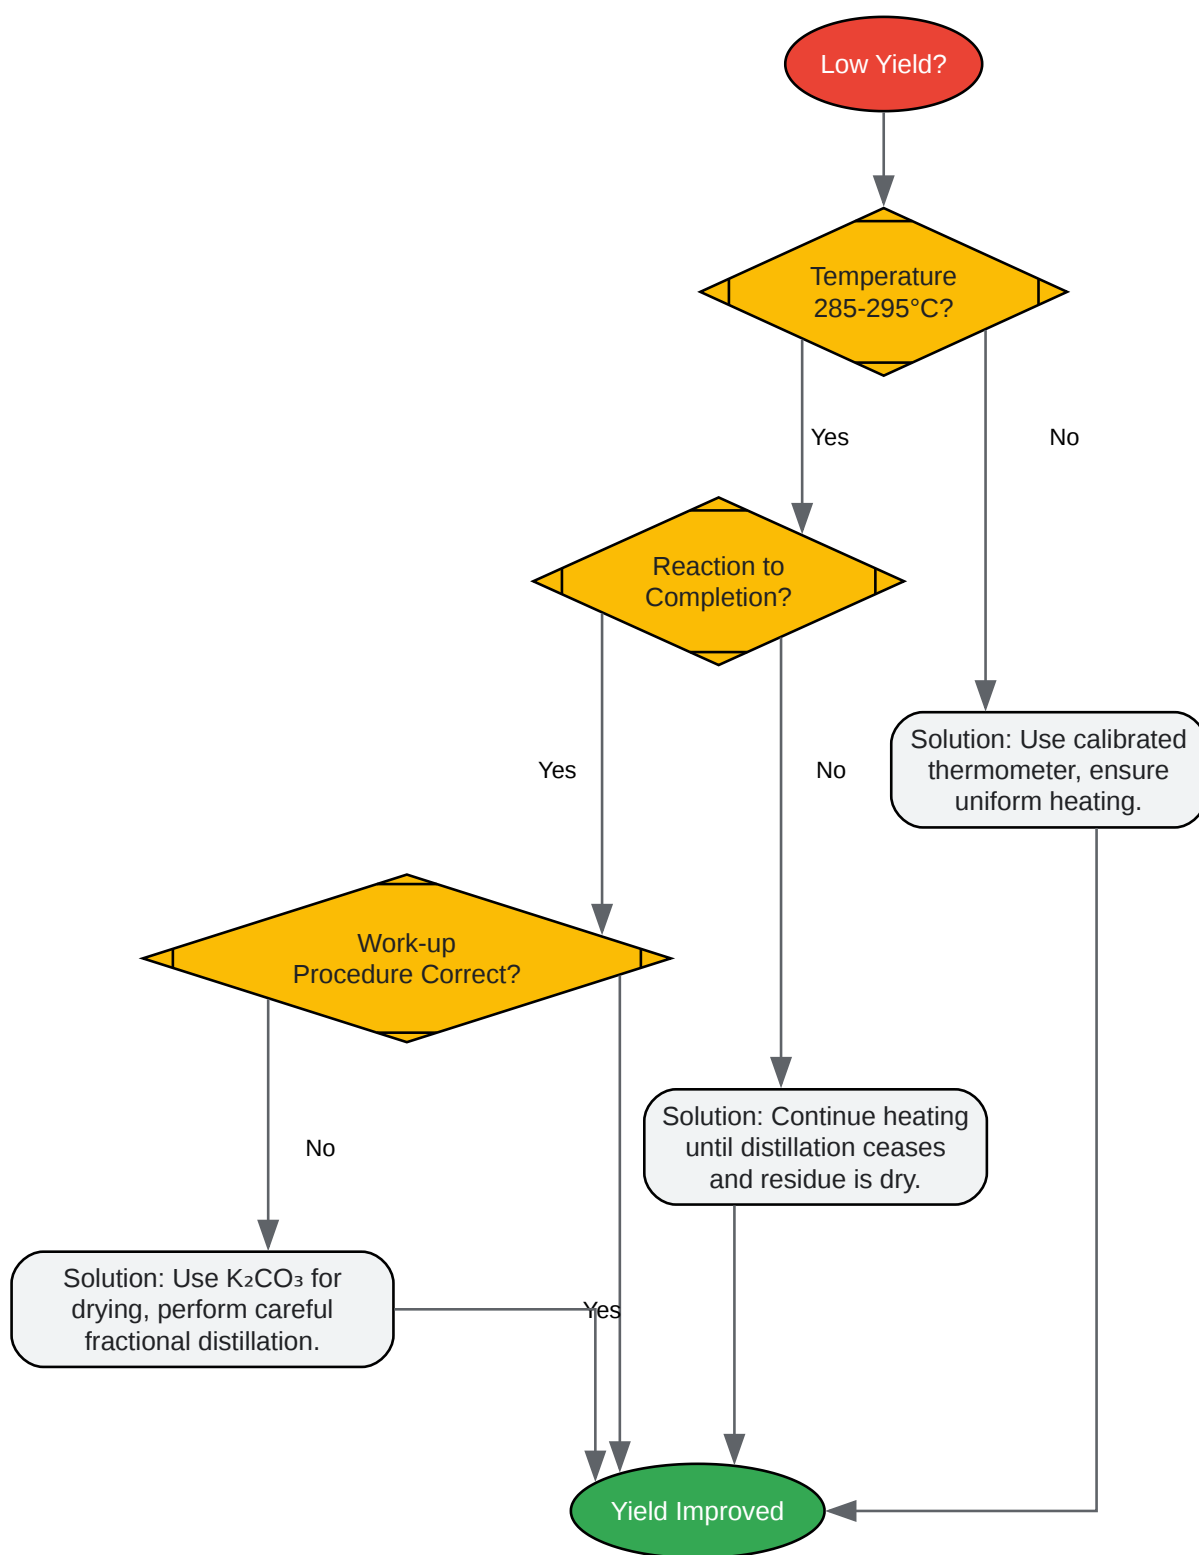 Low Yield?
Temperature
285-295°C?
Yes
No
Reaction to
Completion?
Solution: Use calibrated
thermometer, ensure
uniform heating.
Yes
No
Work-up
Procedure Correct?
Solution: Continue heating
until distillation ceases
and residue is dry.
No
Solution: Use K₂CO₃ for
drying, perform careful
fractional distillation.
Yes
Yield Improved